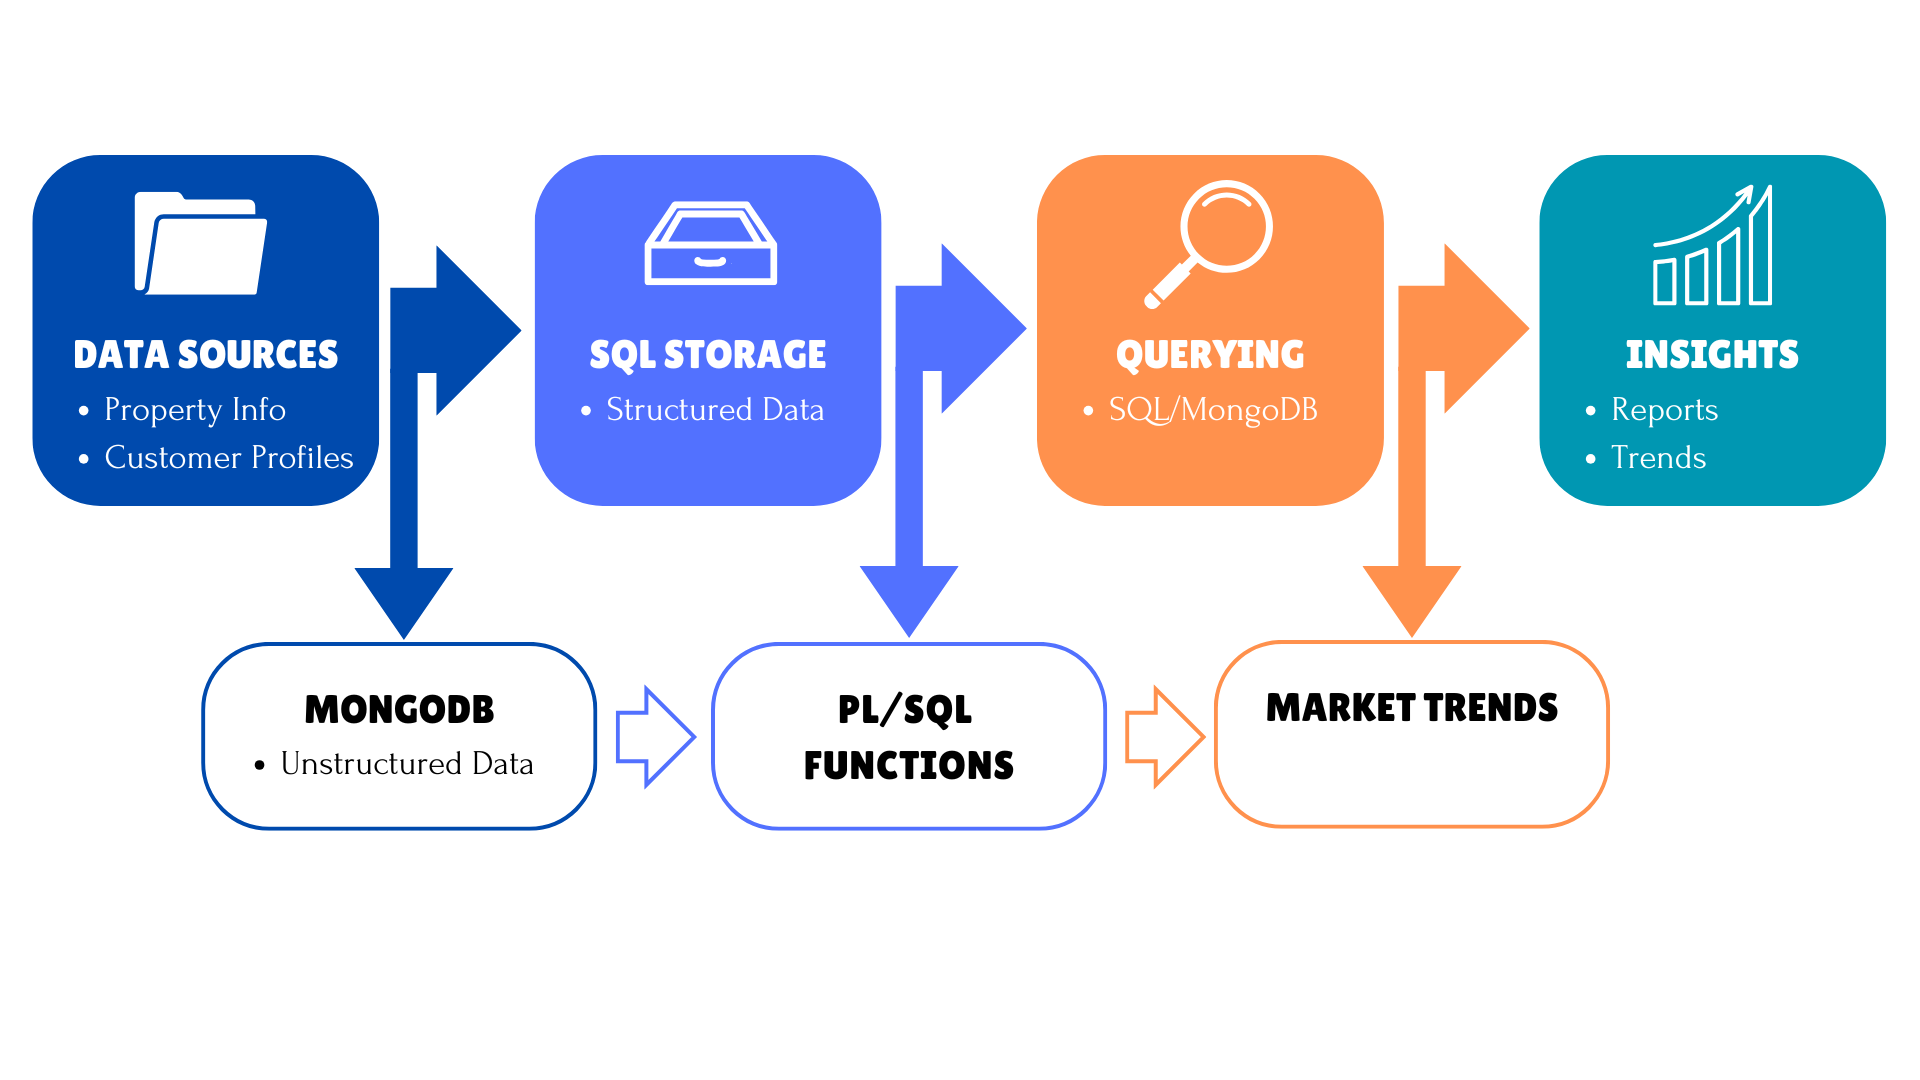 DATA SOURCES
• Property Info
• Customer Profiles
SQL STORAGE
• Structured Data
QUERYING
• SQL/MongoDB
INSIGHTS
• Reports
• Trends
MONGODB
• Unstructured Data
PL/SQL
FUNCTIONS
MARKET TRENDS